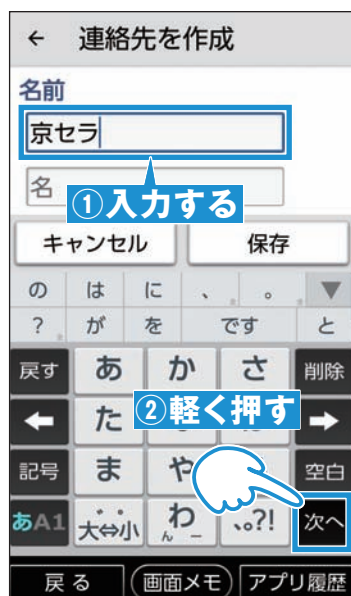 ← 連絡先を作成
名前
京セラ
名
①入力する
キャンセル 保存
の は に 、 。 ▼
? が を です と
戻す あ か さ 削除
← た →
②軽く押す
記号 ま や 空白
あA1 大⇔小 わ 、。?! 次へ
ん ー
戻る 画面メモ アプリ履歴